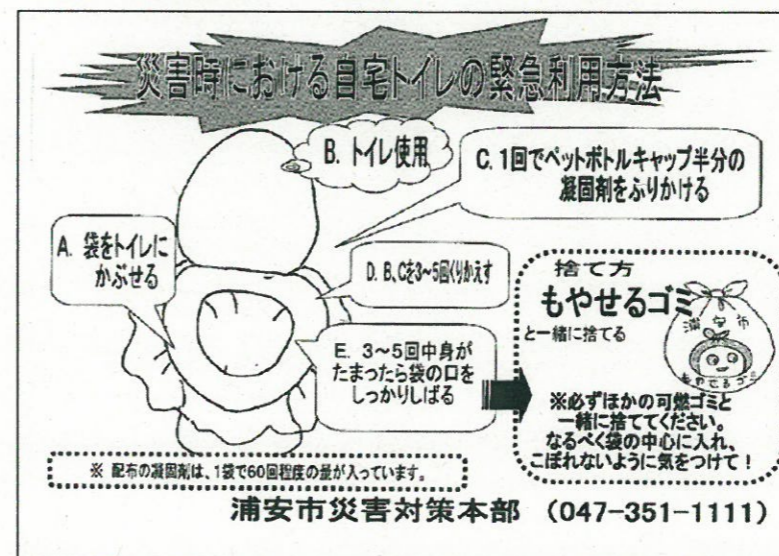 災害時における自宅トイレの緊急利用方法
B. トイレ使用
C. 1回でペットボトルキャップ半分の
凝固剤をふりかける
A. 袋をトイレに
かぶせる
D. B、Cを3～5回くりかえす
E. 3～5回中身が
たまったら袋の口を
しっかりしばる
捨て方
もやせるゴミ
と一緒に捨てる
浦安市
もやせるゴミ
※必ずほかの可燃ゴミと
一緒に捨ててください。
なるべく袋の中心に入れ、
こぼれないように気をつけて！
※ 配布の凝固剤は、1袋で60回程度の量が入っています。
浦安市災害対策本部 （047-351-1111）